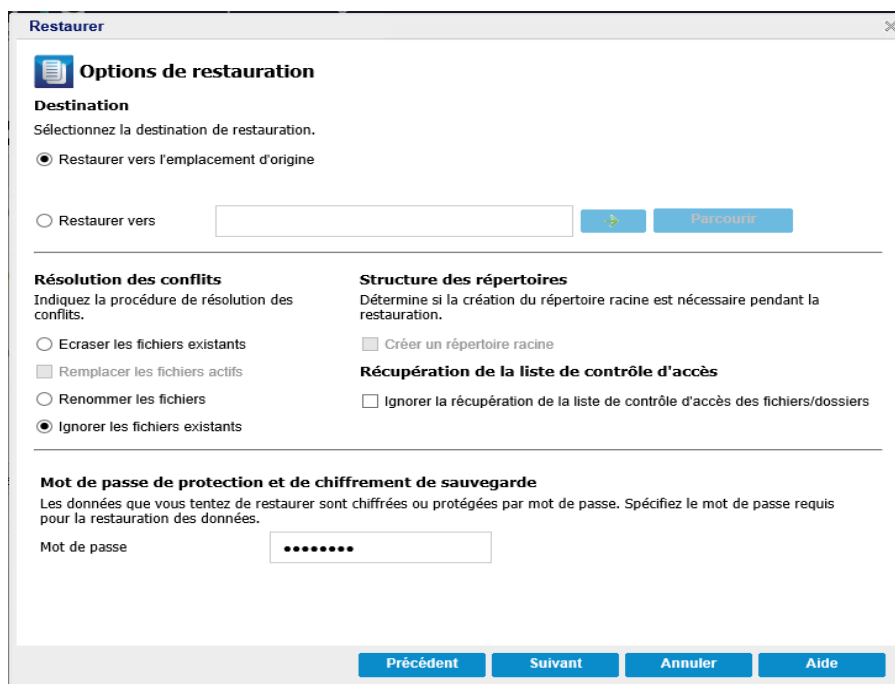 Restaurer
Options de restauration
Destination
Sélectionnez la destination de restauration.
Restaurer vers l'emplacement d'origine
Restaurer vers
Parcourir
Résolution des conflits
Indiquez la procédure de résolution des
conflits.
Ecraser les fichiers existants
Remplacer les fichiers actifs
Renommer les fichiers
Ignorer les fichiers existants
Structure des répertoires
Détermine si la création du répertoire racine est nécessaire pendant la
restauration.
Créer un répertoire racine
Récupération de la liste de contrôle d'accès
Ignorer la récupération de la liste de contrôle d'accès des fichiers/dossiers
Mot de passe de protection et de chiffrement de sauvegarde
Les données que vous tentez de restaurer sont chiffrées ou protégées par mot de passe. Spécifiez le mot de passe requis
pour la restauration des données.
Mot de passe ••••••••
Précédent Suivant Annuler Aide